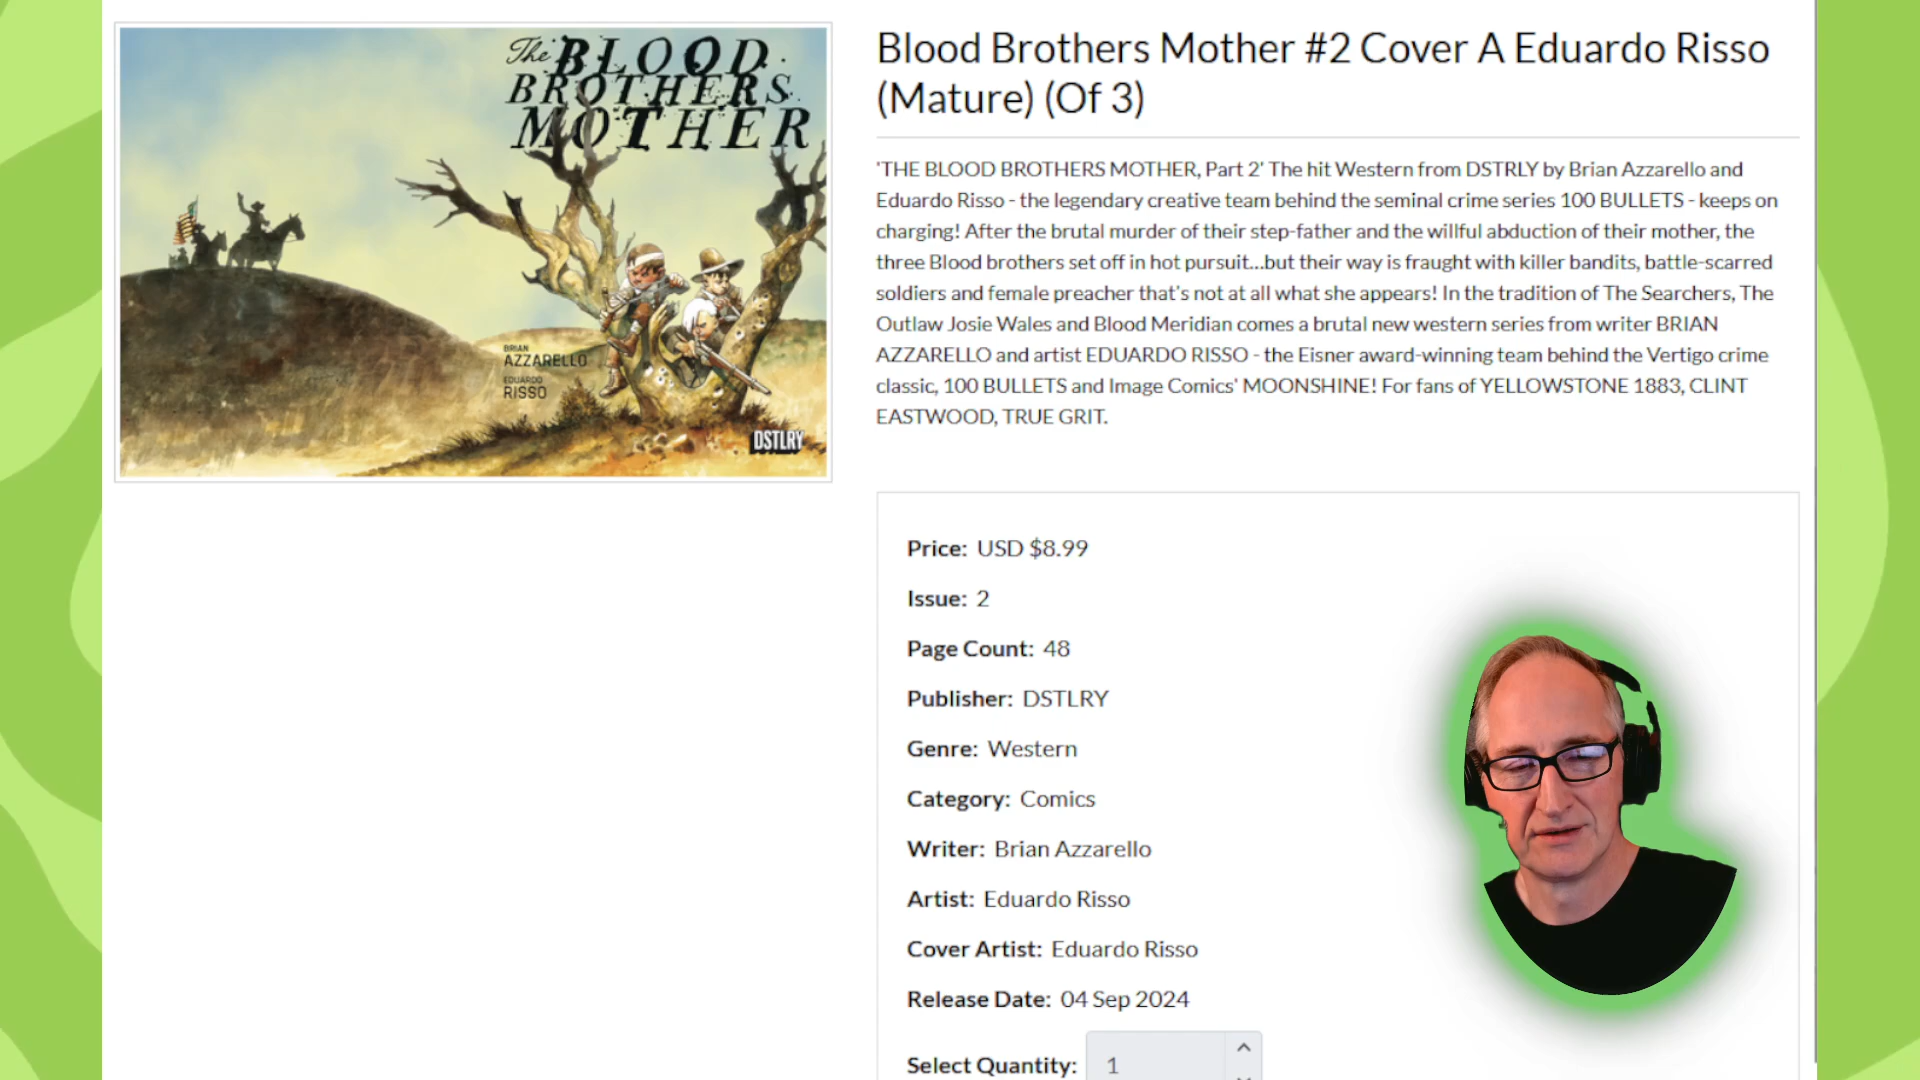 The BLOOD
BROTHERS
MOTHER
BRIAN
AZZARELLO
EDUARDO
RISSO
DSTLRY
Blood Brothers Mother #2 Cover A Eduardo Risso
(Mature) (Of 3)
'THE BLOOD BROTHERS MOTHER, Part 2' The hit Western from DSTRLY by Brian Azzarello and
Eduardo Risso - the legendary creative team behind the seminal crime series 100 BULLETS - keeps on
charging! After the brutal murder of their step-father and the willful abduction of their mother, the
three Blood brothers set off in hot pursuit...but their way is fraught with killer bandits, battle-scarred
soldiers and female preacher that's not at all what she appears! In the tradition of The Searchers, The
Outlaw Josie Wales and Blood Meridian comes a brutal new western series from writer BRIAN
AZZARELLO and artist EDUARDO RISSO - the Eisner award-winning team behind the Vertigo crime
classic, 100 BULLETS and Image Comics' MOONSHINE! For fans of YELLOWSTONE 1883, CLINT
EASTWOOD, TRUE GRIT.
Price: USD $8.99
Issue: 2
Page Count: 48
Publisher: DSTLRY
Genre: Western
Category: Comics
Writer: Brian Azzarello
Artist: Eduardo Risso
Cover Artist: Eduardo Risso
Release Date: 04 Sep 2024
Select Quantity: 1